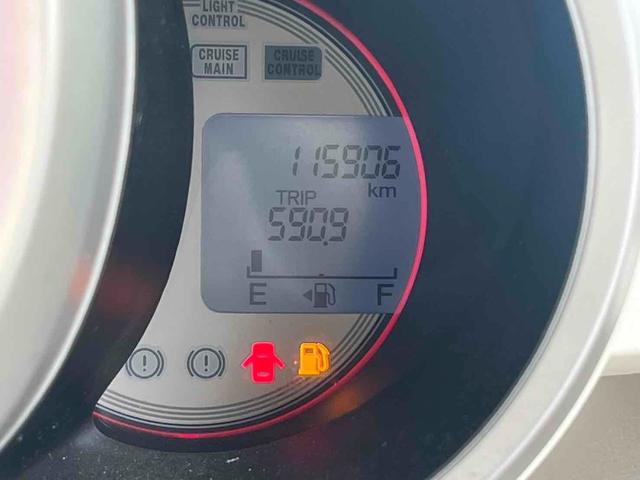 LIGHT
CONTROL
CRUISE
MAIN
CRUISE
CONTROL
115906
km
TRIP
590.9
E F